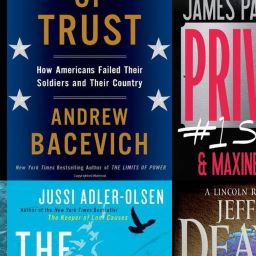 OF
TRUST
How Americans Failed Their
Soldiers and Their Country
ANDREW
BACEVICH
New York Times Bestselling Author of THE LIMITS OF POWER
JAMES PA
PRIV
#1 S
& MAXINE
JUSSI ADLER-OLSEN
Author of the New York Times Bestseller
The Keeper of Lost Causes
THE
A LINCOLN R
JEFF
DEA